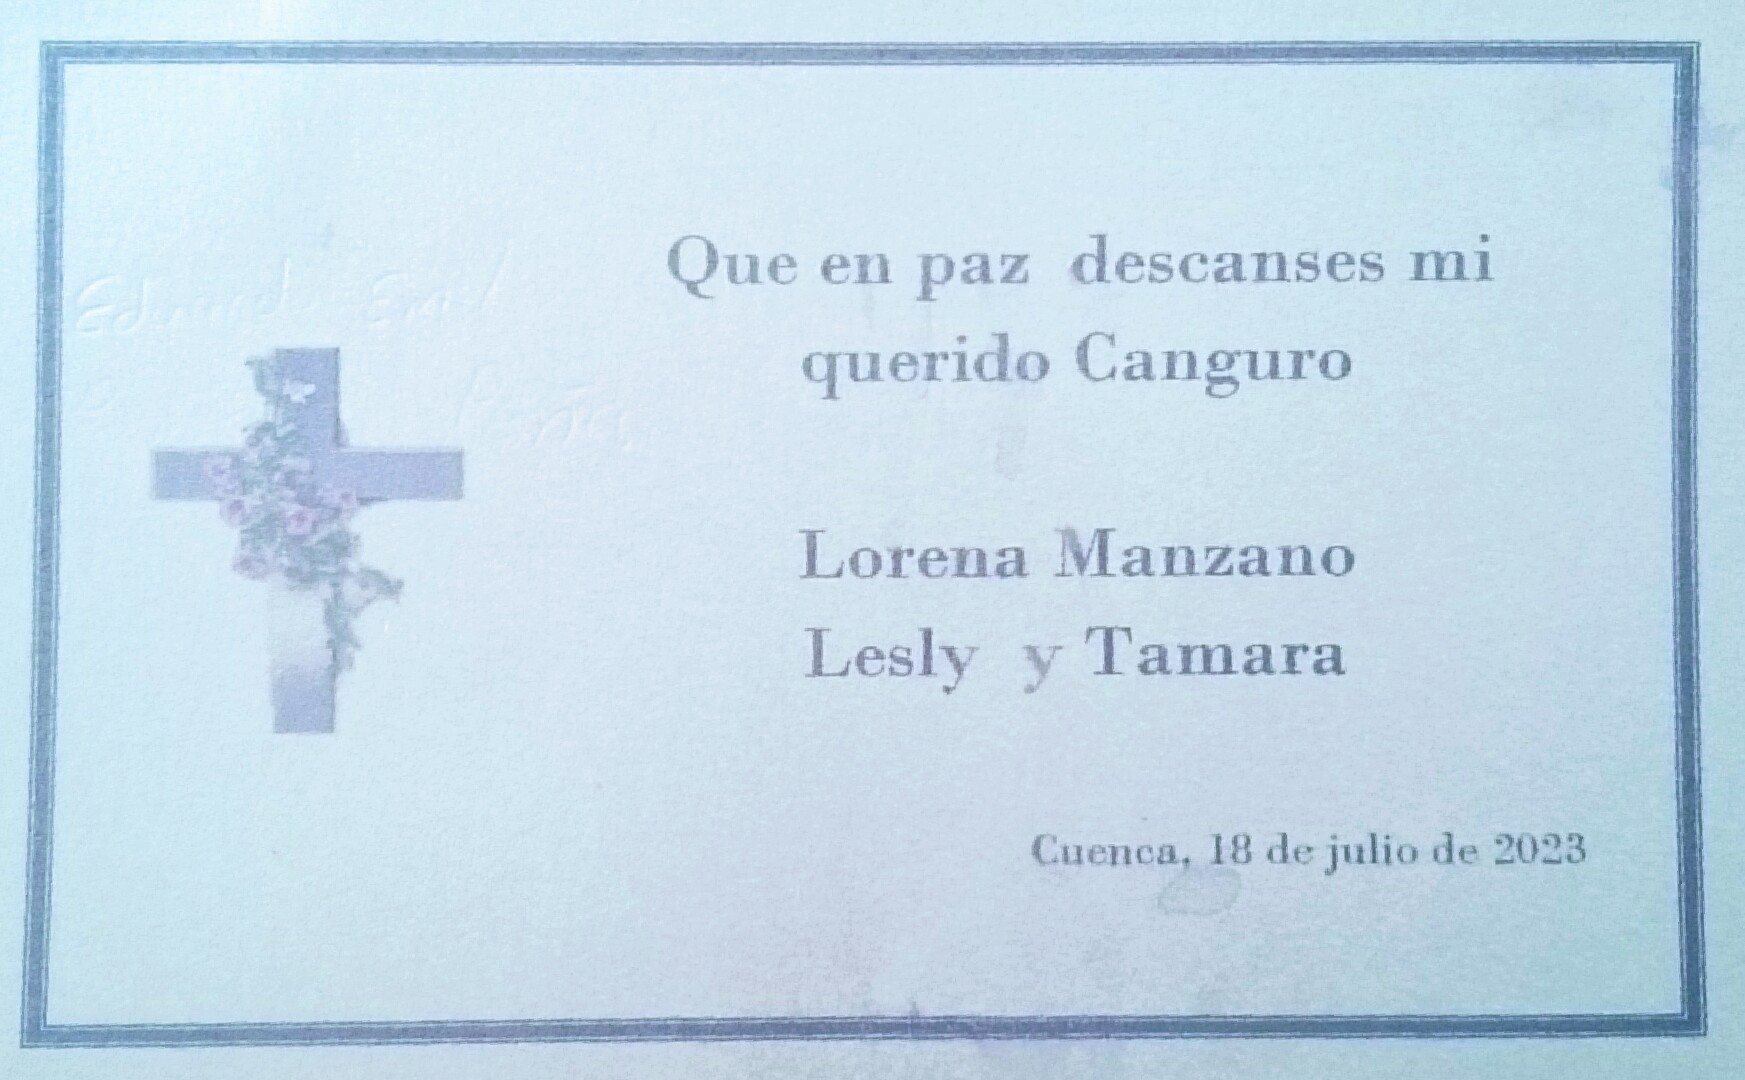 Que en paz descanses mi
querido Canguro
Lorena Manzano
Lesly y Tamara
Cuenca, 18 de julio de 2023